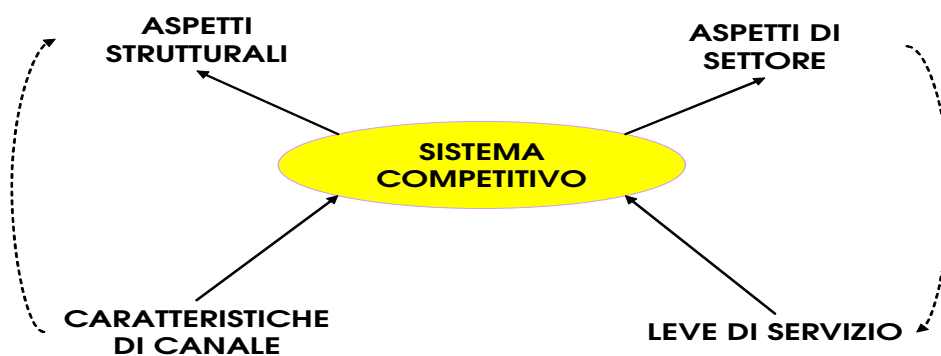 ASPETTI
STRUTTURALI
ASPETTI DI
SETTORE
SISTEMA
COMPETITIVO
CARATTERISTICHE
DI CANALE
LEVE DI SERVIZIO